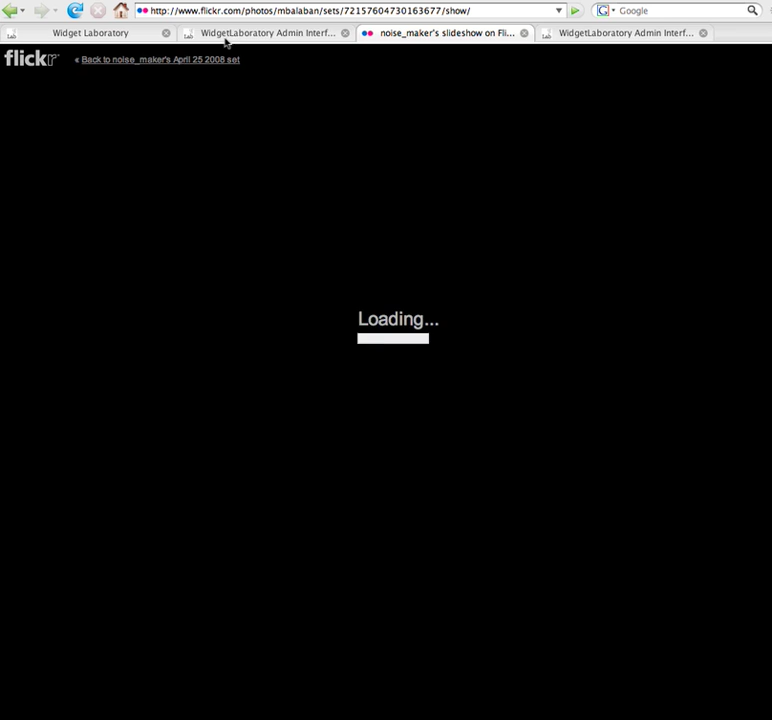 http://www.flickr.com/photos/mbalaban/sets/72157604730163677/show/
Google
Widget Laboratory
WidgetLaboratory Admin Interf...
noise_maker's slideshow on Fli...
WidgetLaboratory Admin Interf...
flickr
« Back to noise_maker's April 25 2008 set
Loading...